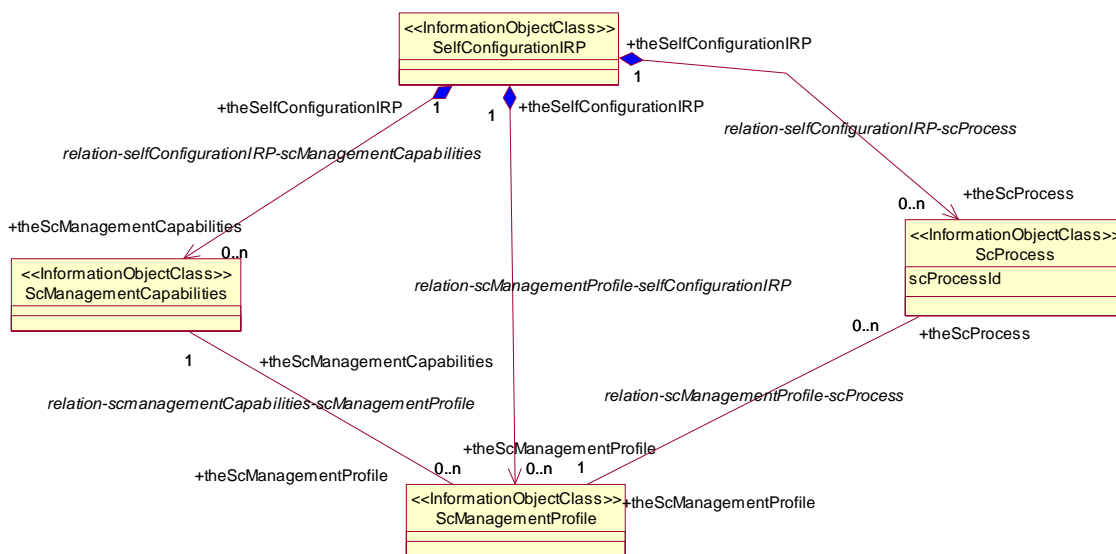 <<InformationObjectClass>>
SelfConfigurationIRP
+theSelfConfigurationIRP
1
+theSelfConfigurationIRP
1
1
+theSelfConfigurationIRP
relation-selfConfigurationIRP-scProcess
relation-selfConfigurationIRP-scManagementCapabilities
+theScProcess
0..n
+theScManagementCapabilities
0..n
<<InformationObjectClass>>
ScProcess
scProcessId
<<InformationObjectClass>>
ScManagementCapabilities
relation-scManagementProfile-selfConfigurationIRP
0..n
+theScProcess
1
+theScManagementCapabilities
relation-scmanagementCapabilities-scManagementProfile
relation-scManagementProfile-scProcess
+theScManagementProfile
0..n
0..n
1
+theScManagementProfile
+theScManagementProfile
<<InformationObjectClass>>
ScManagementProfile